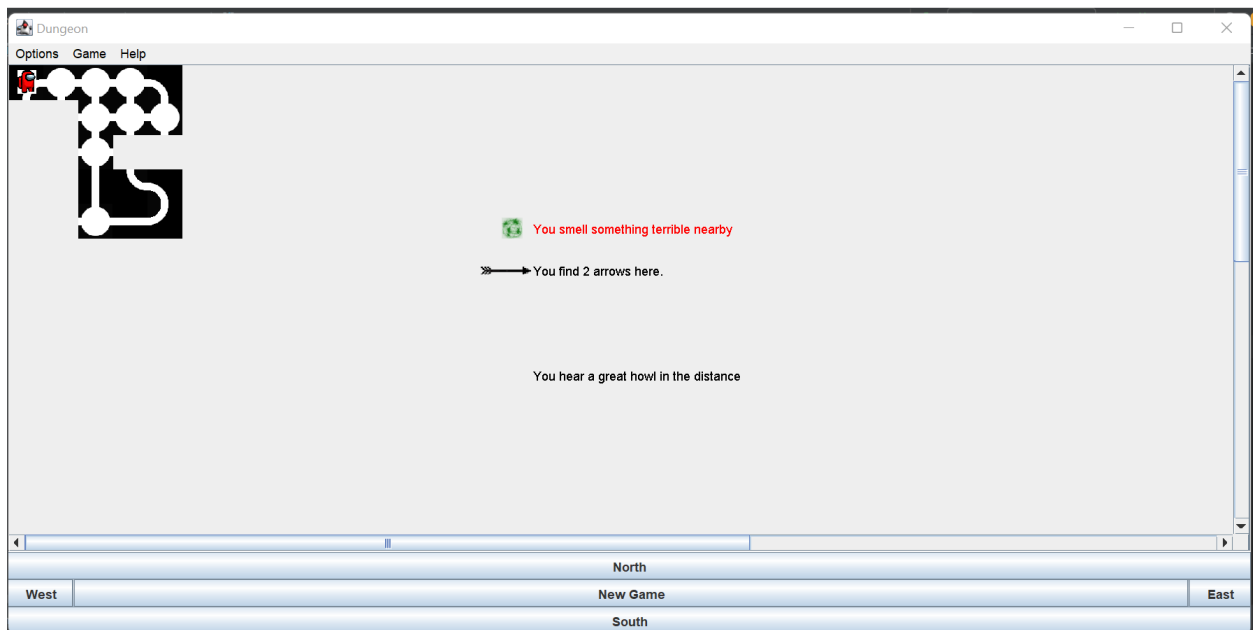 Dungeon
Options Game Help
You smell something terrible nearby
You find 2 arrows here.
You hear a great howl in the distance
North
West New Game East
South